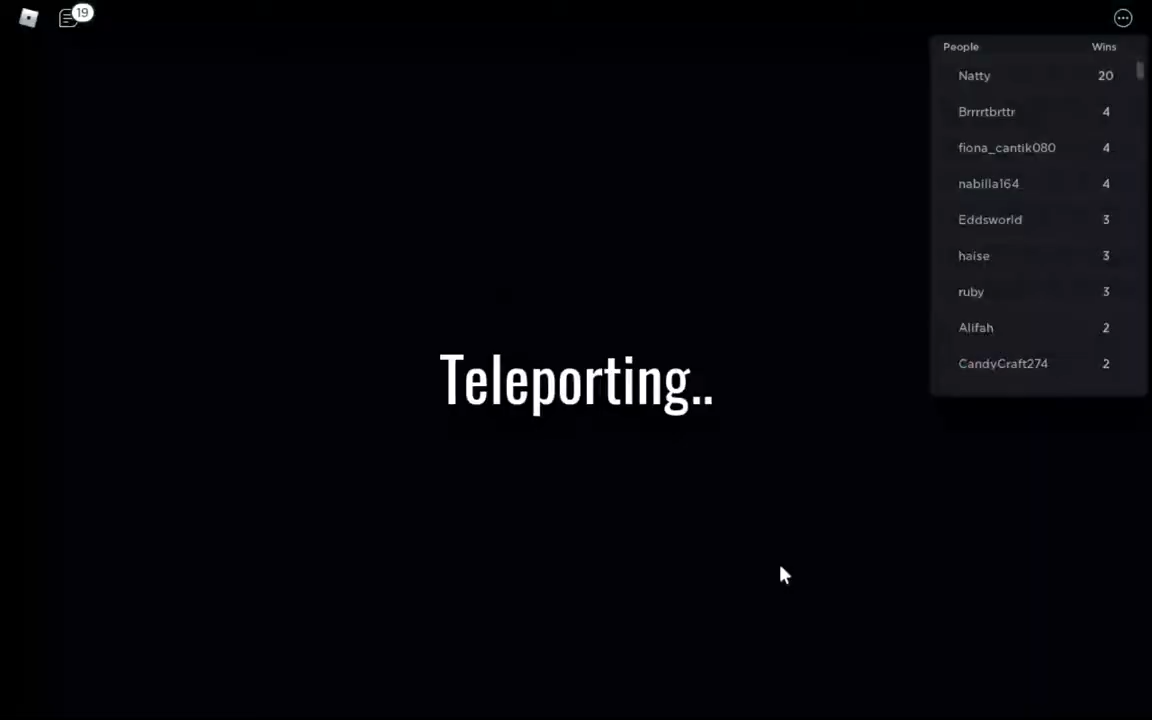 19
People Wins
Natty 20
Brrrrtbrttr 4
fiona_cantik080 4
nabilla164 4
Eddsworld 3
haise 3
ruby 3
Alifah 2
CandyCraft274 2
Teleporting..